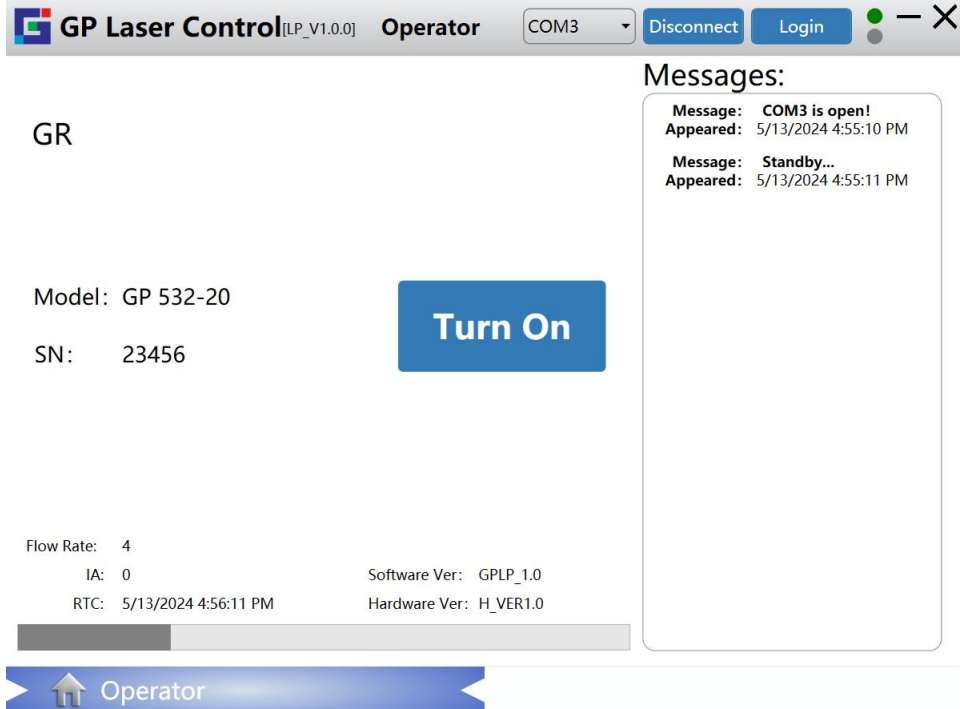 GP Laser Control[LP_V1.0.0] Operator COM3 Disconnect Login
Messages:
Message: COM3 is open!
Appeared: 5/13/2024 4:55:10 PM
Message: Standby...
Appeared: 5/13/2024 4:55:11 PM
GR
Model: GP 532-20
SN: 23456
Turn On
Flow Rate: 4
IA: 0
RTC: 5/13/2024 4:56:11 PM
Software Ver: GPLP_1.0
Hardware Ver: H_VER1.0
Operator